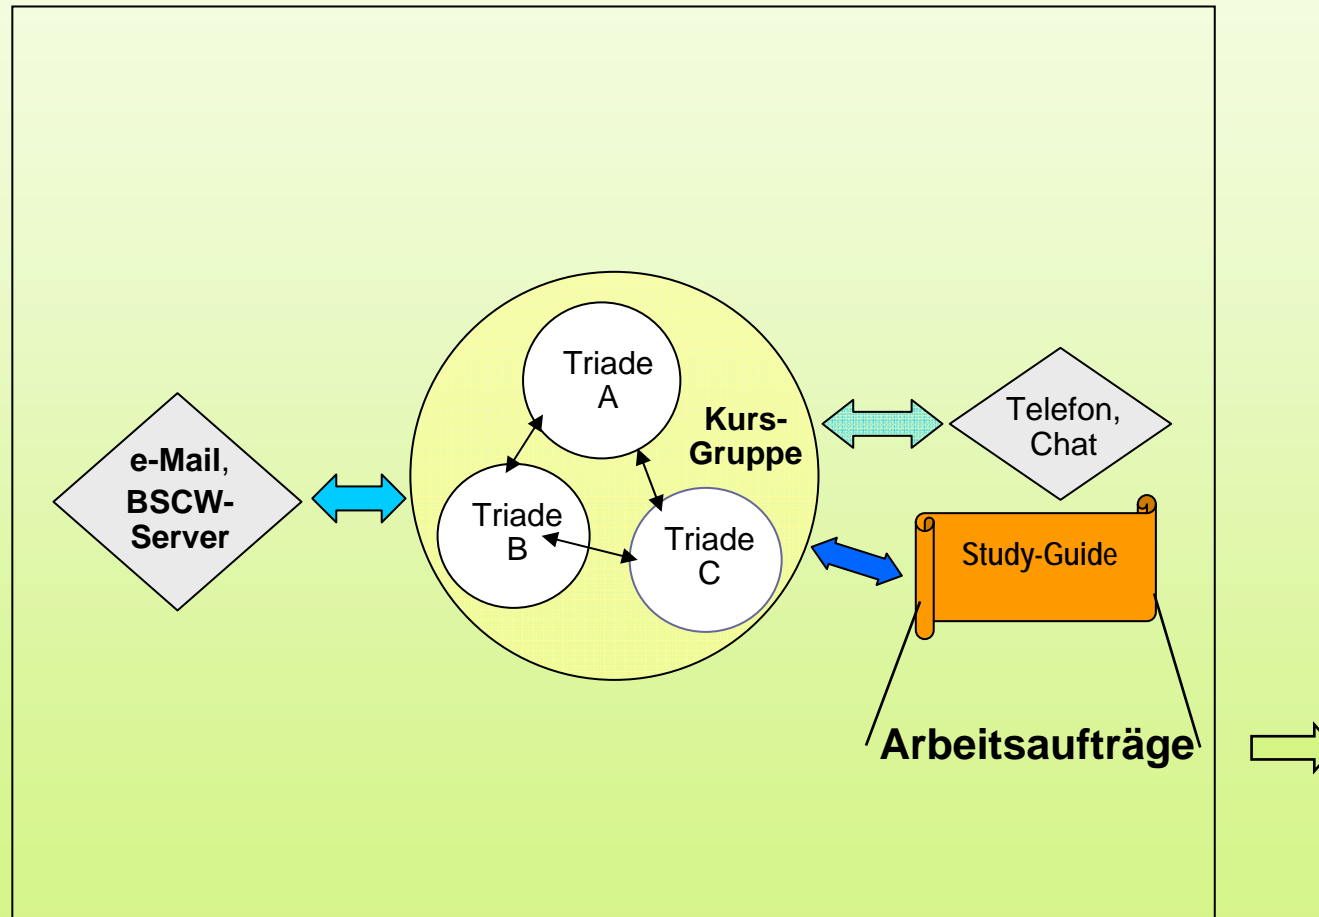 Triade
A
Kurs-
Gruppe
Telefon,
Chat
e-Mail,
BSCW-
Server
Triade
B
Triade
C
Study-Guide
Arbeitsaufträge